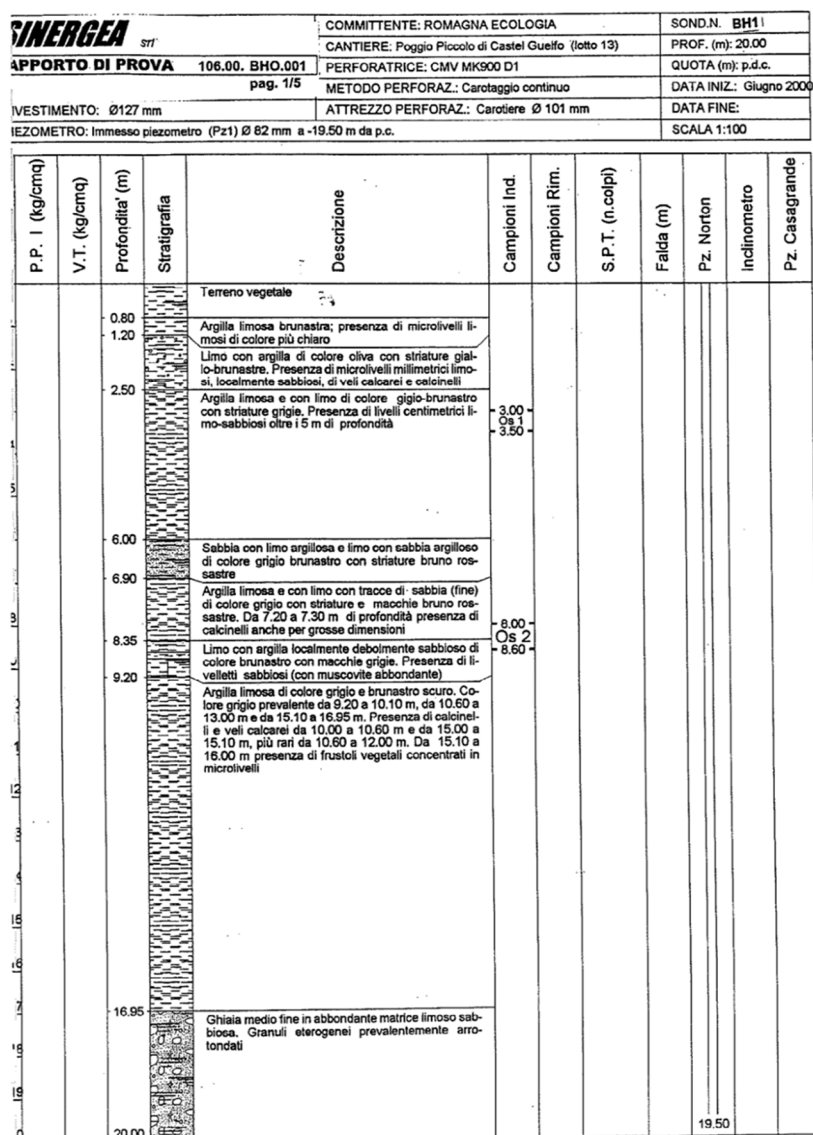 SINERGEA srl
APPORTO DI PROVA 106.00. BHO.001
pag. 1/5
IVESTIMENTO: Ø127 mm
COMMITTENTE: ROMAGNA ECOLOGIA
CANTIERE: Poggio Piccolo di Castel Guelfo (lotto 13)
PERFORATRICE: CMV MK900 D1
METODO PERFORAZ.: Carotaggio continuo
ATTREZZO PERFORAZ.: Carotiere Ø 101 mm
SOND.N. BH1
PROF. (m): 20.00
QUOTA (m): p.d.c.
DATA INIZ.: Giugno 2000
DATA FINE:
IEZOMETRO: Immesso piezometro (Pz1) Ø 82 mm a -19.50 m da p.c.
SCALA 1:100
P.P. I (kg/cmq)
V.T. (kg/cmq)
Profondita' (m)
Stratigrafia
Descrizione
Campioni Ind.
Campioni Rim.
S.P.T. (n.colpi)
Falda (m)
Pz. Norton
Inclinometro
Pz. Casagrande
Terreno vegetale
0.80
Argilla limosa brunastra; presenza di microlivelli li-
mosi di colore più chiaro
1.20
Limo con argilla di colore oliva con striature gial-
lo-brunastre. Presenza di microlivelli millimetrici limo-
si, localmente sabbiosi, di veli calcarei e calcinelli
2.50
Argilla limosa e con limo di colore gigio-brunastro
con striature grigie. Presenza di livelli centimetrici li-
mo-sabbiosi oltre i 5 m di profondità
3.00
Os 1
3.50
6.00
Sabbia con limo argillosa e limo con sabbia argilloso
di colore grigio brunastro con striature bruno ros-
sastre
6.90
Argilla limosa e con limo con tracce di sabbia (fine)
di colore grigio con striature e macchie bruno ros-
sastre. Da 7.20 a 7.30 m di profondità presenza di
calcinelli anche per grosse dimensioni
8.00
Os 2
8.60
8.35
Limo con argilla localmente debolmente sabbioso di
colore brunastro con macchie grigie. Presenza di li-
velletti sabbiosi (con muscovite abbondante)
9.20
Argilla limosa di colore grigio e brunastro scuro. Co-
lore grigio prevalente da 9.20 a 10.10 m, da 10.60 a
13.00 m e da 15.10 a 16.95 m. Presenza di calcinel-
li e veli calcarei da 10.00 a 10.60 m e da 15.00 a
15.10 m, più rari da 10.60 a 12.00 m. Da 15.10 a
16.00 m presenza di frustoli vegetali concentrati in
microlivelli
16.95
Ghiaia medio fine in abbondante matrice limoso sab-
biosa. Granuli eterogenei prevalentemente arro-
tondati
19.50
20.00